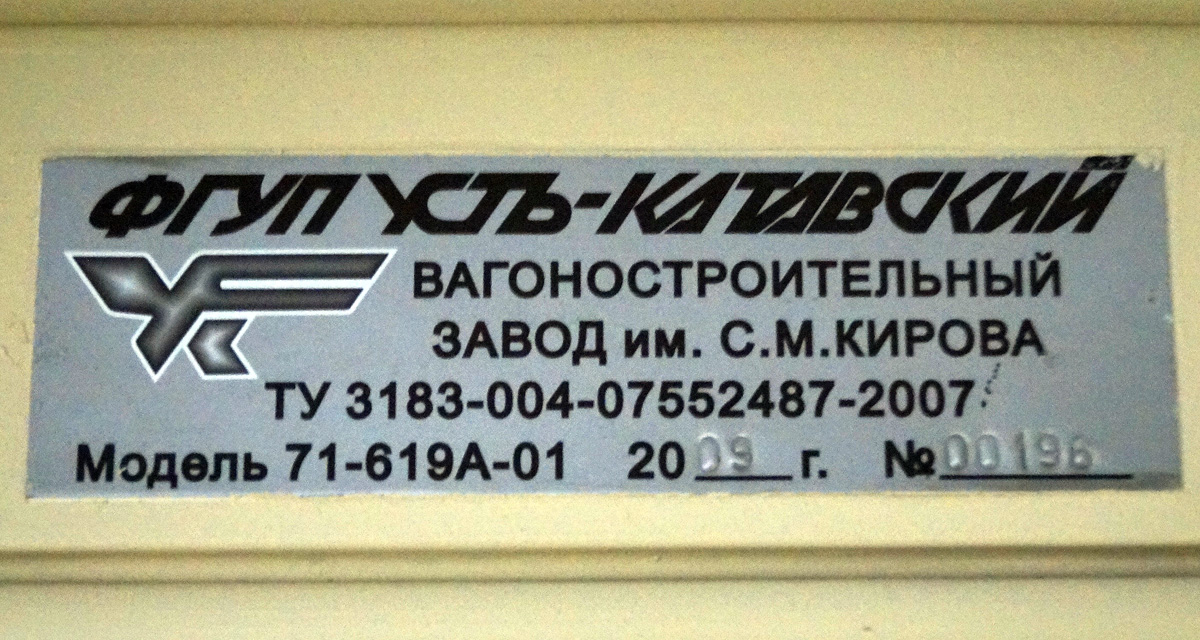 ФГУП УСТЬ-КАТАВСКИЙ
ВАГОНОСТРОИТЕЛЬНЫЙ
ЗАВОД им. С.М.КИРОВА
ТУ 3183-004-07552487-2007
Модель 71-619А-01 2009 г. №00196